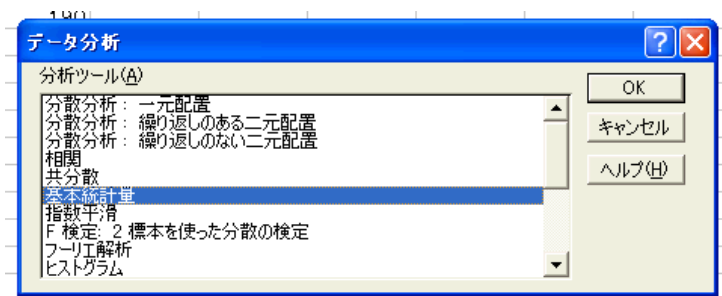 190
データ分析
分析ツール(A)
分散分析： 一元配置
分散分析： 繰り返しのある二元配置
分散分析： 繰り返しのない二元配置
相関
共分散
基本統計量
指数平滑
F 検定: 2 標本を使った分散の検定
フーリエ解析
ヒストグラム
OK
キャンセル
ヘルプ(H)